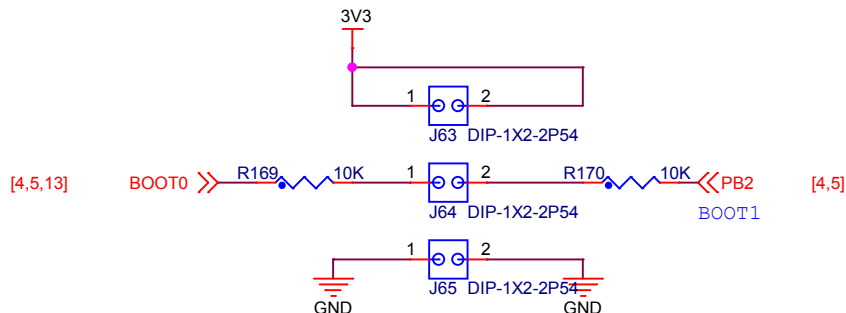 3V3
1 2
J63 DIP-1X2-2P54
[4,5,13] BOOT0 R169 10K 1 2 R170 10K PB2 [4,5]
J64 DIP-1X2-2P54 BOOT1
1 2
J65 DIP-1X2-2P54
GND GND